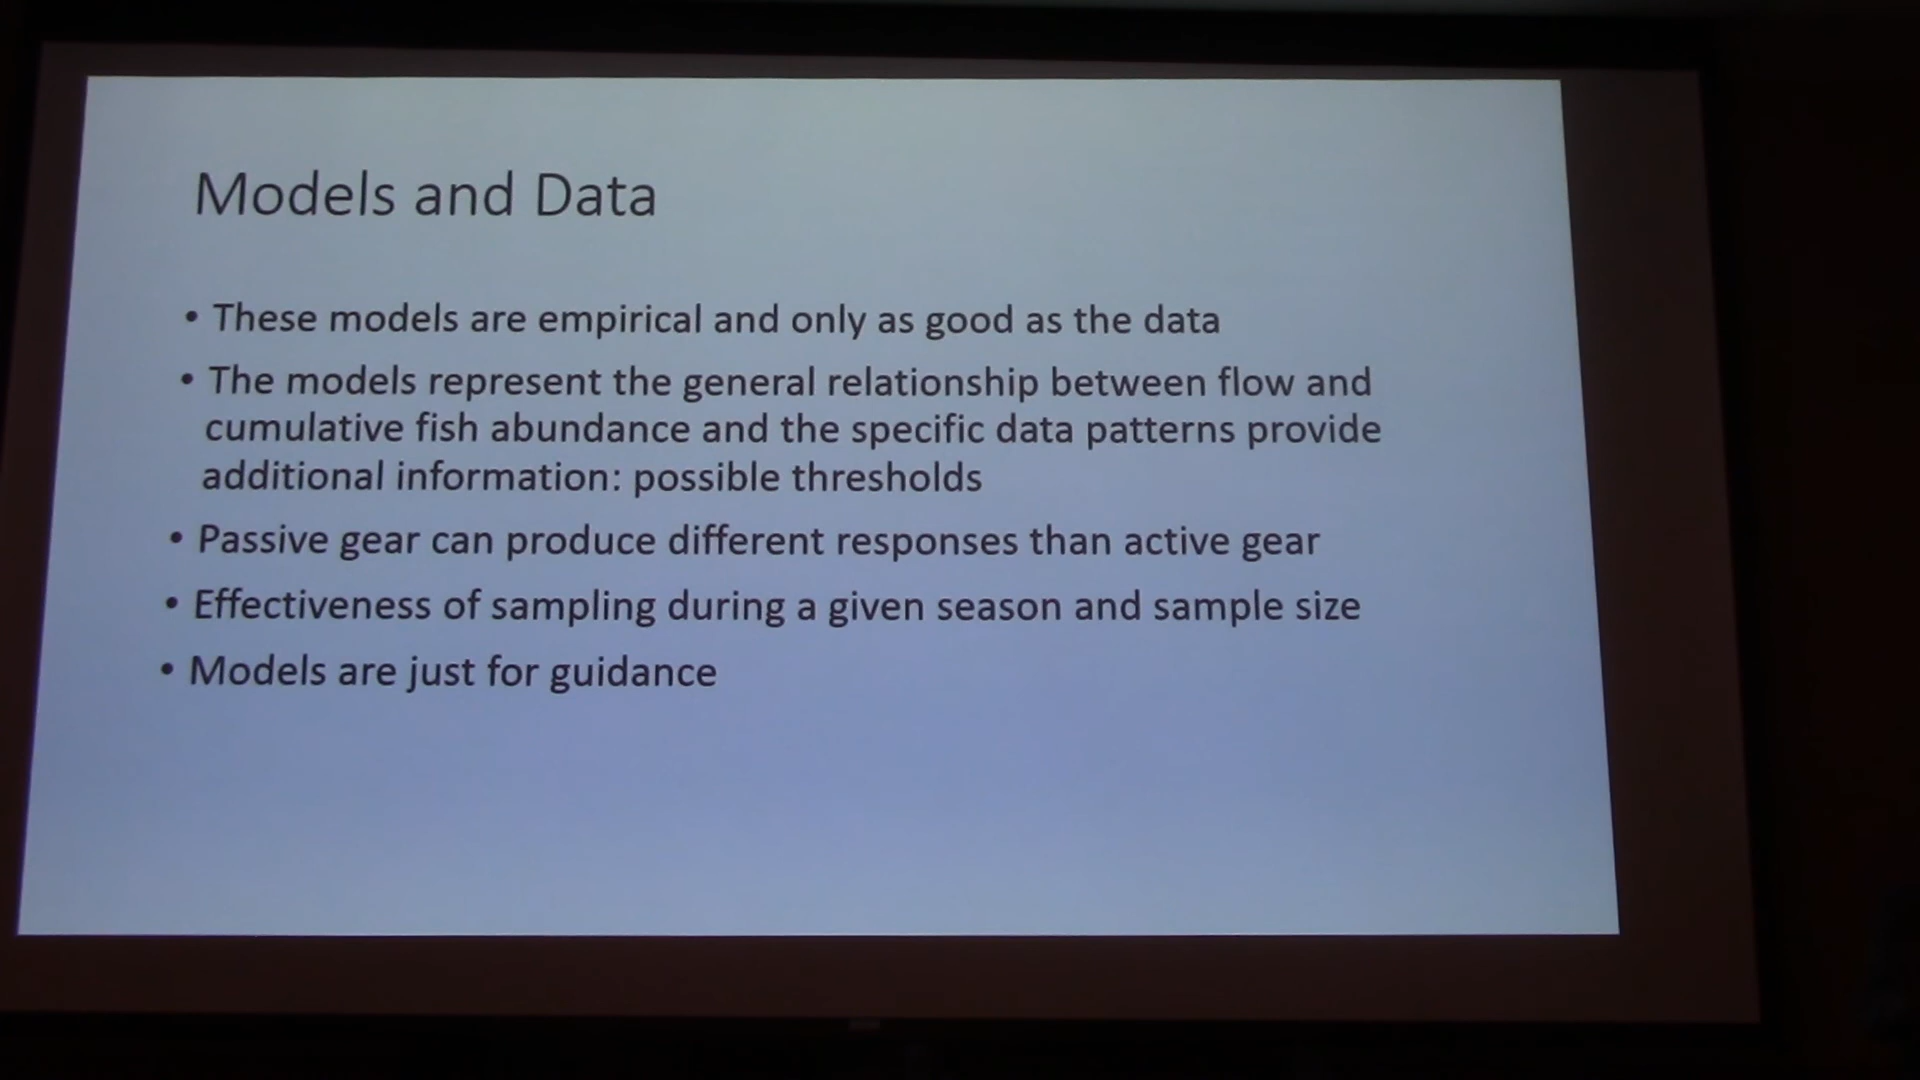 Models and Data
• These models are empirical and only as good as the data
• The models represent the general relationship between flow and
cumulative fish abundance and the specific data patterns provide
additional information: possible thresholds
• Passive gear can produce different responses than active gear
• Effectiveness of sampling during a given season and sample size
• Models are just for guidance